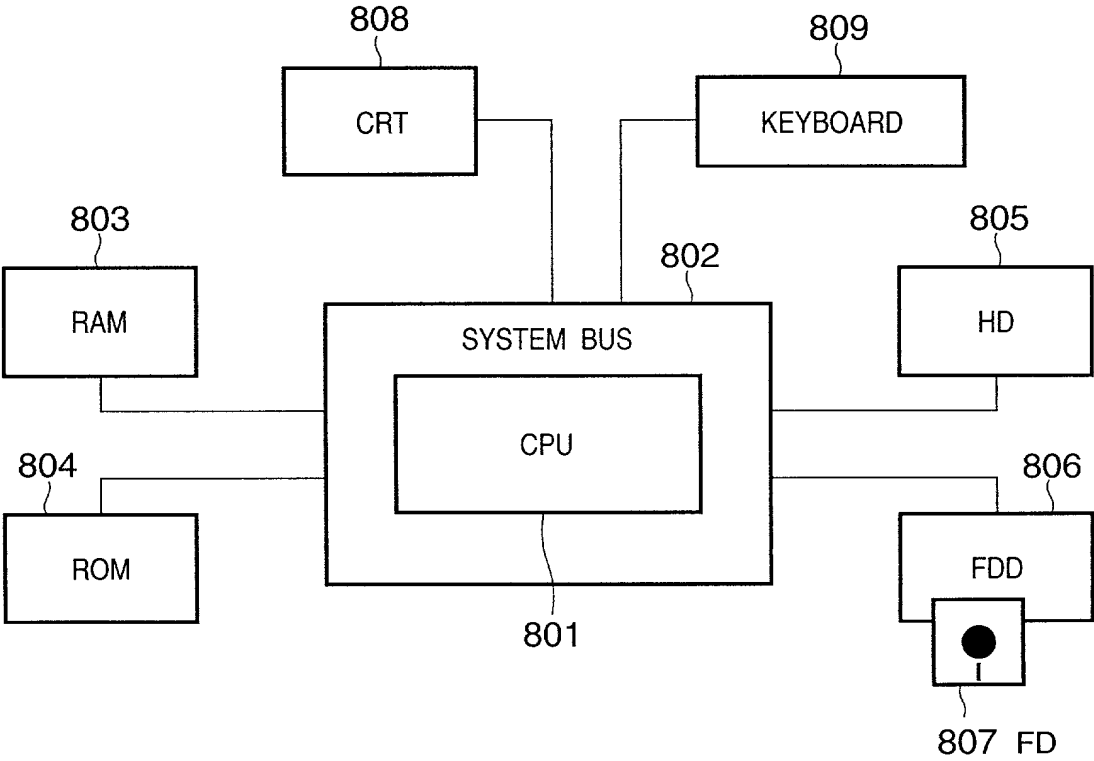 808
809
CRT
KEYBOARD
803
805
802
RAM
HD
SYSTEM BUS
CPU
804
806
ROM
FDD
801
807 FD